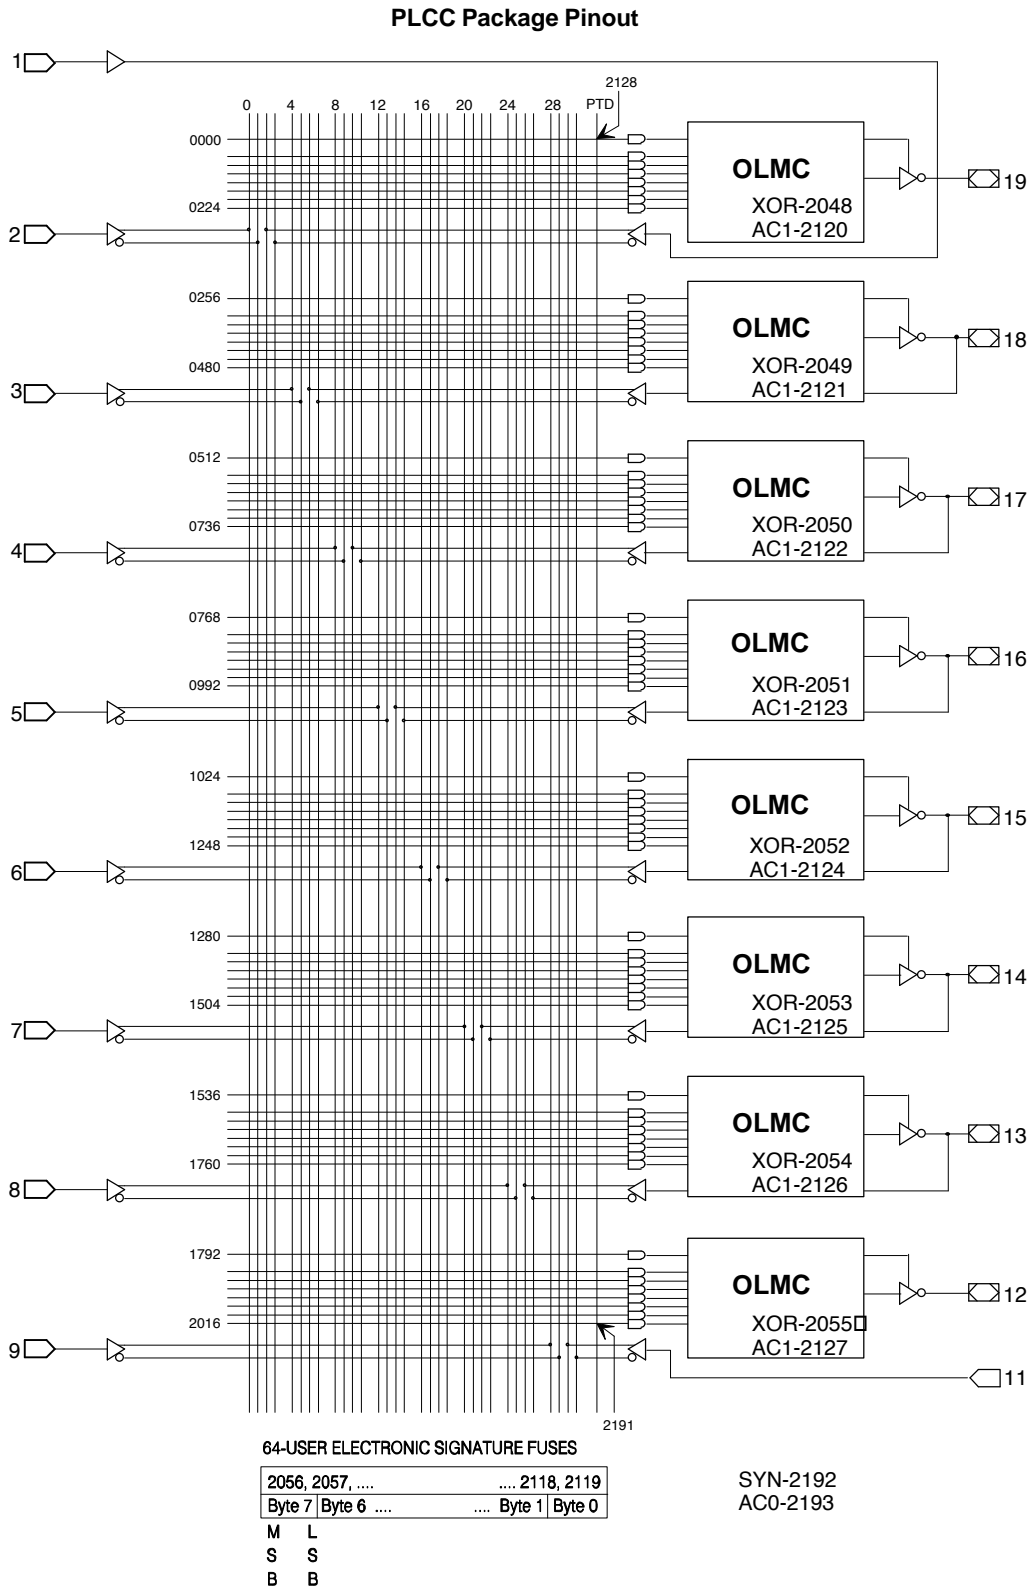 PLCC Package Pinout
1
2128
0 4 8 12 16 20 24 28 PTD
0000
OLMC
XOR-2048
AC1-2120
19
0224
2
0256
OLMC
XOR-2049
AC1-2121
18
0480
3
0512
OLMC
XOR-2050
AC1-2122
17
0736
4
0768
OLMC
XOR-2051
AC1-2123
16
0992
5
1024
OLMC
XOR-2052
AC1-2124
15
1248
6
1280
OLMC
XOR-2053
AC1-2125
14
1504
7
1536
OLMC
XOR-2054
AC1-2126
13
1760
8
1792
OLMC
XOR-2055
AC1-2127
12
2016
9
11
2191
64-USER ELECTRONIC SIGNATURE FUSES
2056, 2057, .... .... 2118, 2119
Byte 7 Byte 6 .... .... Byte 1 Byte 0
M L
S S
B B
SYN-2192
AC0-2193